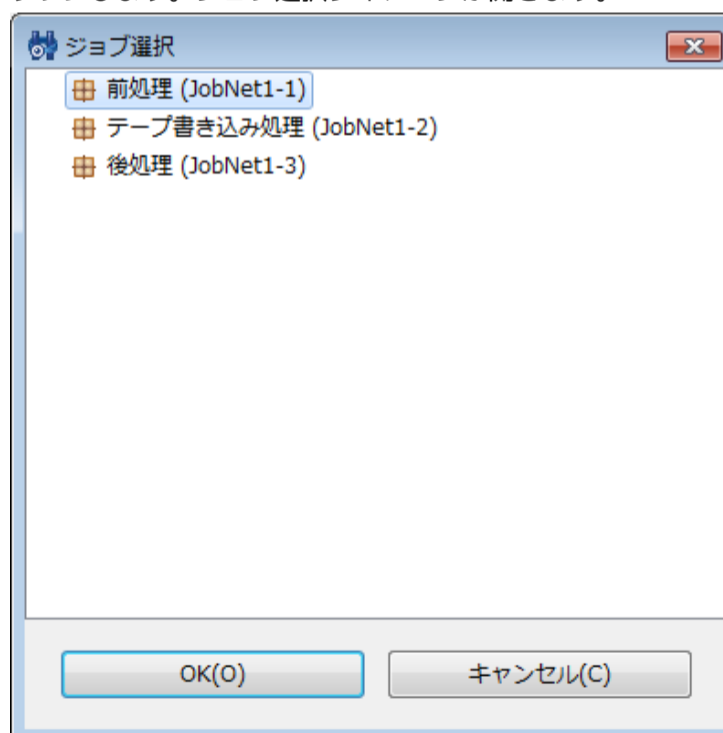 ジョブ選択
前処理 (JobNet1-1)
テープ書き込み処理 (JobNet1-2)
後処理 (JobNet1-3)
OK(O)
キャンセル(C)